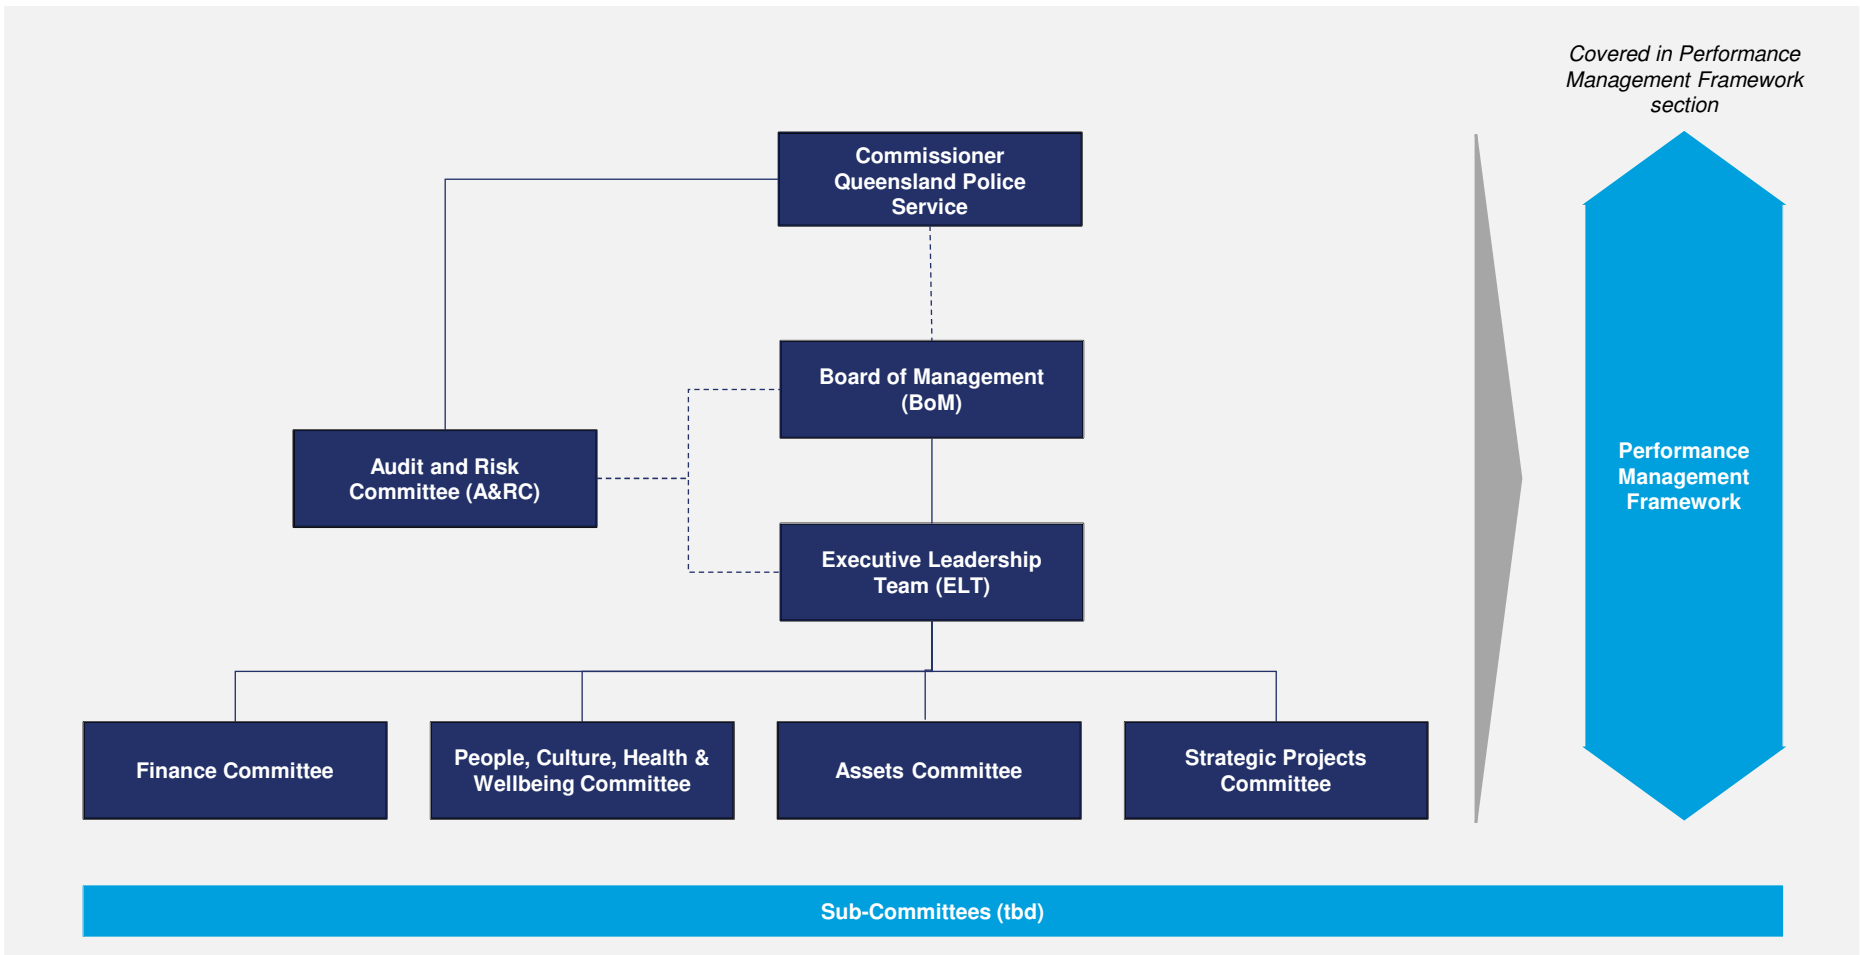 Covered in Performance
Management Framework
section
Commissioner
Queensland Police
Service
Board of Management
(BoM)
Audit and Risk
Committee (A&RC)
Performance
Management
Framework
Executive Leadership
Team (ELT)
Finance Committee
People, Culture, Health &
Wellbeing Committee
Assets Committee
Strategic Projects
Committee
Sub-Committees (tbd)